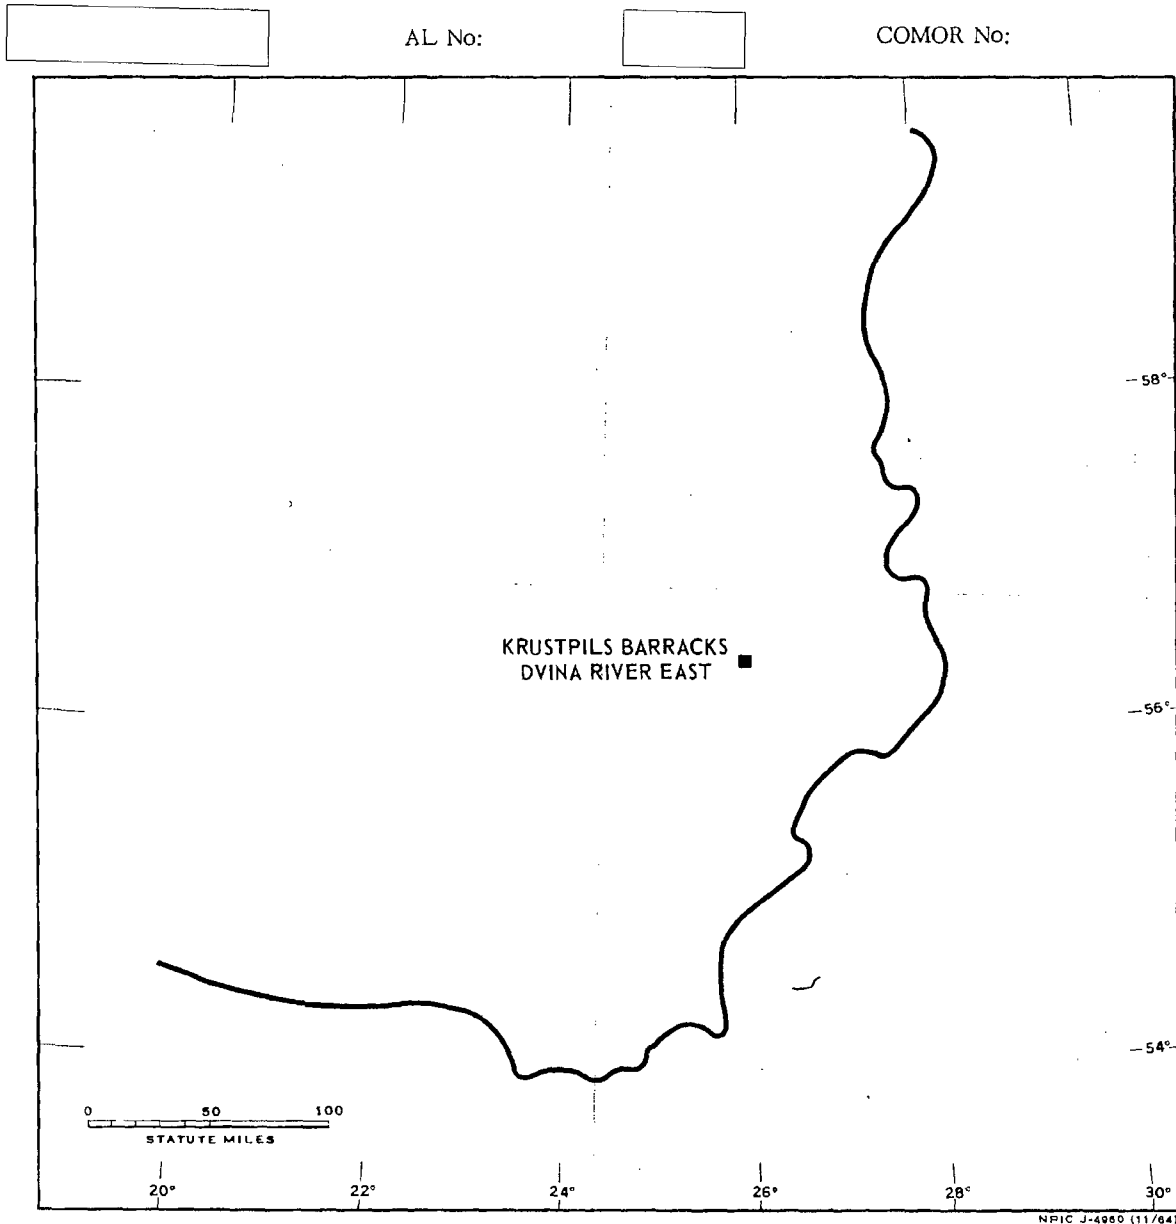 AL No:
COMOR No:
58°
KRUSTPILS BARRACKS
DVINA RIVER EAST
56°
54°
0 50 100
STATUTE MILES
20° 22° 24° 26° 28° 30°
NPIC J-4960 (11/64)